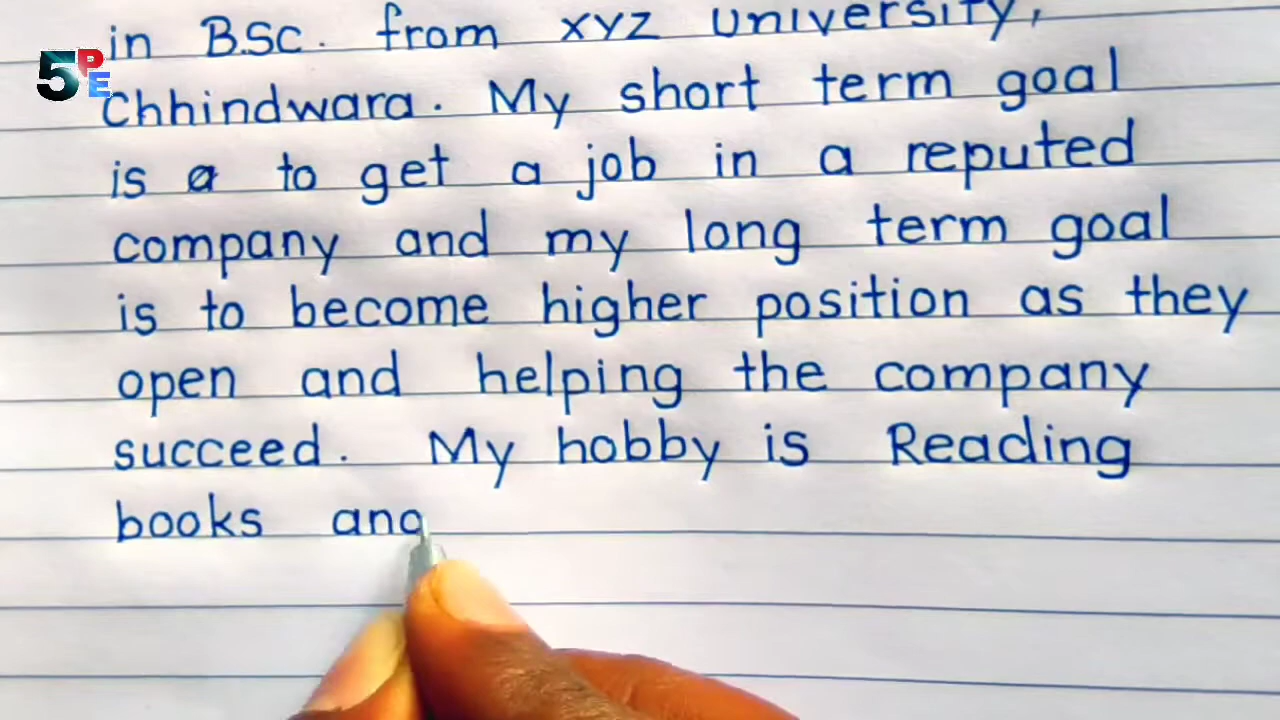 in B.Sc. from XYZ University,
5PE
Chhindwara. My short term goal
is a to get a job in a reputed
company and my long term goal
is to become higher position as they
open and helping the company
succeed. My hobby is Reading
books and